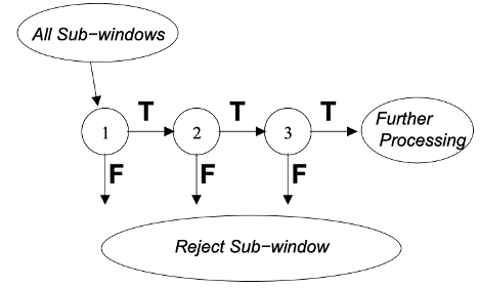 All Sub−windows
T T T
1 2 3
Further
Processing
F F F
Reject Sub−window